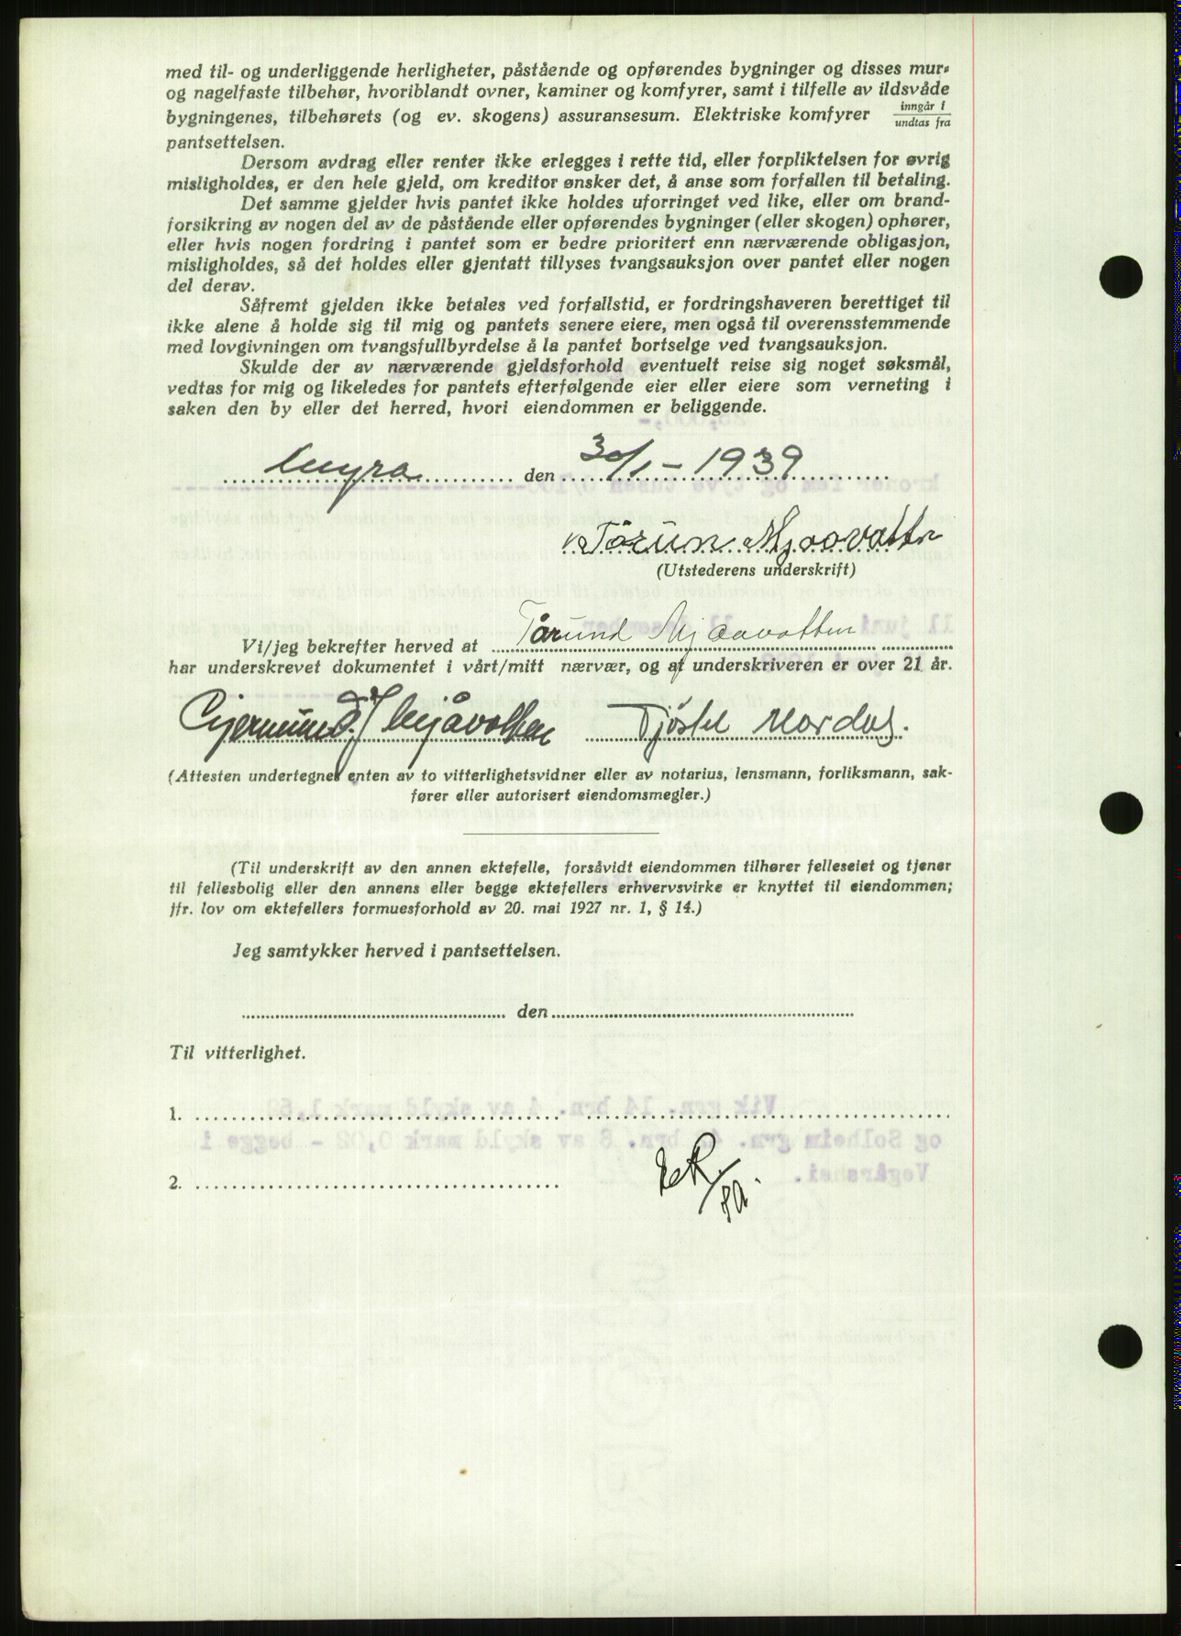 med til- og underliggende herligheter, påstående og opførendes bygninger og disses mur-
og nagelfaste tilbehør, hvoriblandt ovner, kaminer og komfyrer, samt i tilfelle av ildsvåde
bygningenes, tilbehørets (og ev. skogens) assuransesum. Elektriske komfyrer inngår i
undtas fra
pantsettelsen.
Dersom avdrag eller renter ikke erlegges i rette tid, eller forpliktelsen for øvrig
misligholdes, er den hele gjeld, om kreditor ønsker det, å anse som forfallen til betaling.
Det samme gjelder hvis pantet ikke holdes uforringet ved like, eller om brand-
forsikring av nogen del av de påstående eller opførendes bygninger (eller skogen) ophører,
eller hvis nogen fordring i pantet som er bedre prioritert enn nærværende obligasjon,
misligholdes, så det holdes eller gjentatt tillyses tvangsauksjon over pantet eller nogen
del derav.
Såfremt gjelden ikke betales ved forfallstid, er fordringshaveren berettiget til
ikke alene å holde sig til mig og pantets senere eiere, men også til overensstemmende
med lovgivningen om tvangsfullbyrdelse å la pantet bortselge ved tvangsauksjon.
Skulde der av nærværende gjeldsforhold eventuelt reise sig noget søksmål,
vedtas for mig og likeledes for pantets efterfølgende eier eller eiere som verneting i
saken den by eller det herred, hvori eiendommen er beliggende.
Myra den 30/1 - 1939
Tårun Mjaavattn
(Utstederens underskrift)
Vi/jeg bekrefter herved at Tårund Mjaavatten
har underskrevet dokumentet i vårt/mitt nærvær, og at underskriveren er over 21 år.
Gjermund Mjåvatten Tjøstel Mordal.
(Attesten undertegnes enten av to vitterlighetsvidner eller av notarius, lensmann, forliksmann, sak-
fører eller autorisert eiendomsmegler.)
(Til underskrift av den annen ektefelle, forsåvidt eiendommen tilhører felleseiet og tjener
til fellesbolig eller den annens eller begge ektefellers erhvervsvirke er knyttet til eiendommen;
jfr. lov om ektefellers formuesforhold av 20. mai 1927 nr. 1, § 14.)
Jeg samtykker herved i pantsettelsen.
den
Til vitterlighet.
1.
2.